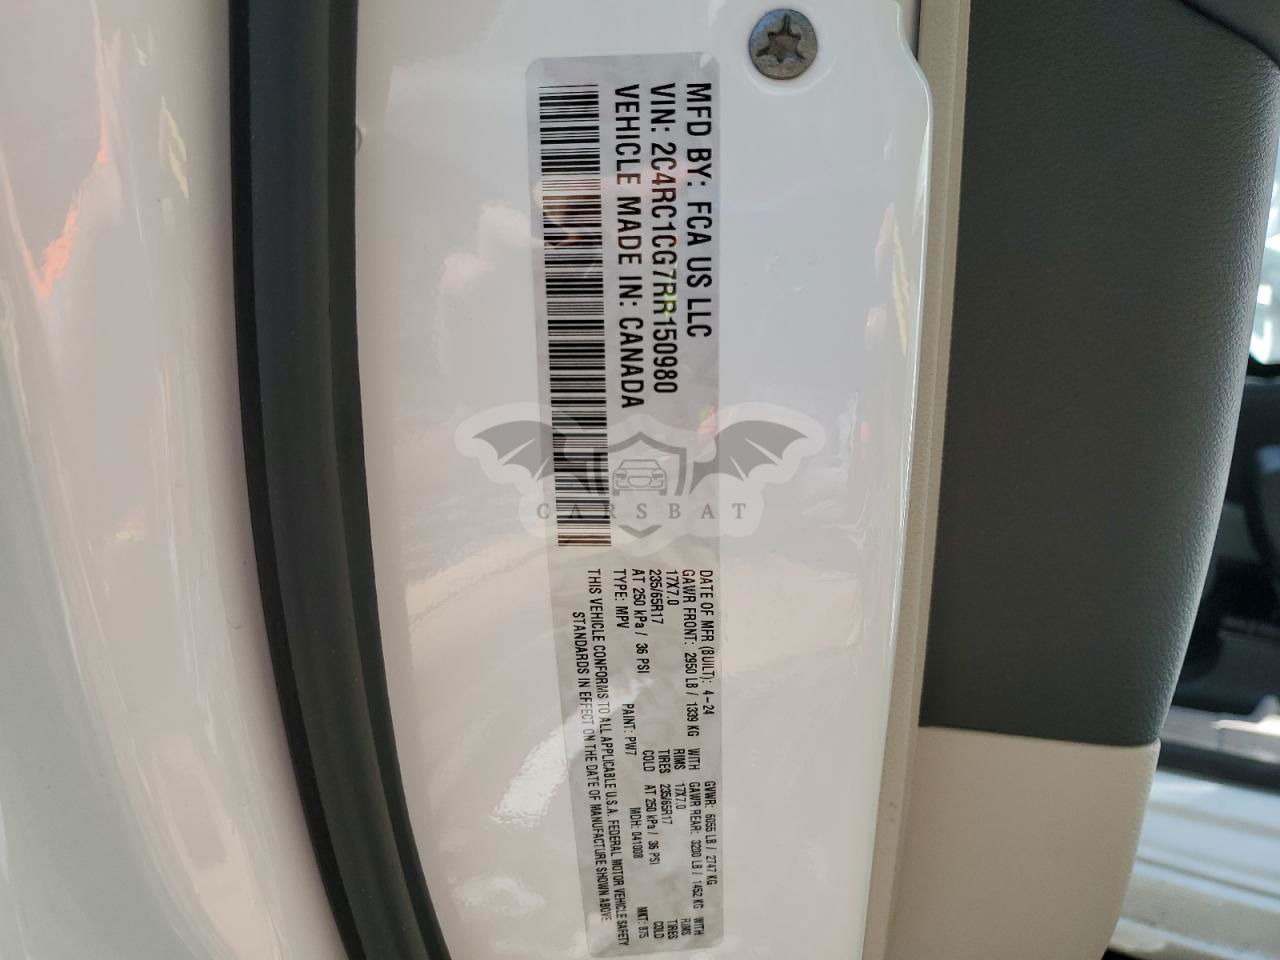 MFD BY: FCA US LLC
VIN: 2C4RC1CG7RR150980
VEHICLE MADE IN: CANADA
CARSBAT
DATE OF MFR (BUILT): 4-24 GVWR: 6055 LB / 2747 KG
GAWR FRONT: 2950 LB / 1339 KG WITH GAWR REAR: 3200 LB / 1452 KG WITH
17X7.0 RIMS 17X7.0 RIMS
235/65R17 TIRES 235/65R17 TIRES
AT 250 kPa / 36 PSI COLD AT 250 kPa / 36 PSI COLD
TYPE: MPV PAINT: PW7 MDH: 041008 MKT: 875
THIS VEHICLE CONFORMS TO ALL APPLICABLE U.S.A. FEDERAL MOTOR VEHICLE SAFETY
STANDARDS IN EFFECT ON THE DATE OF MANUFACTURE SHOWN ABOVE